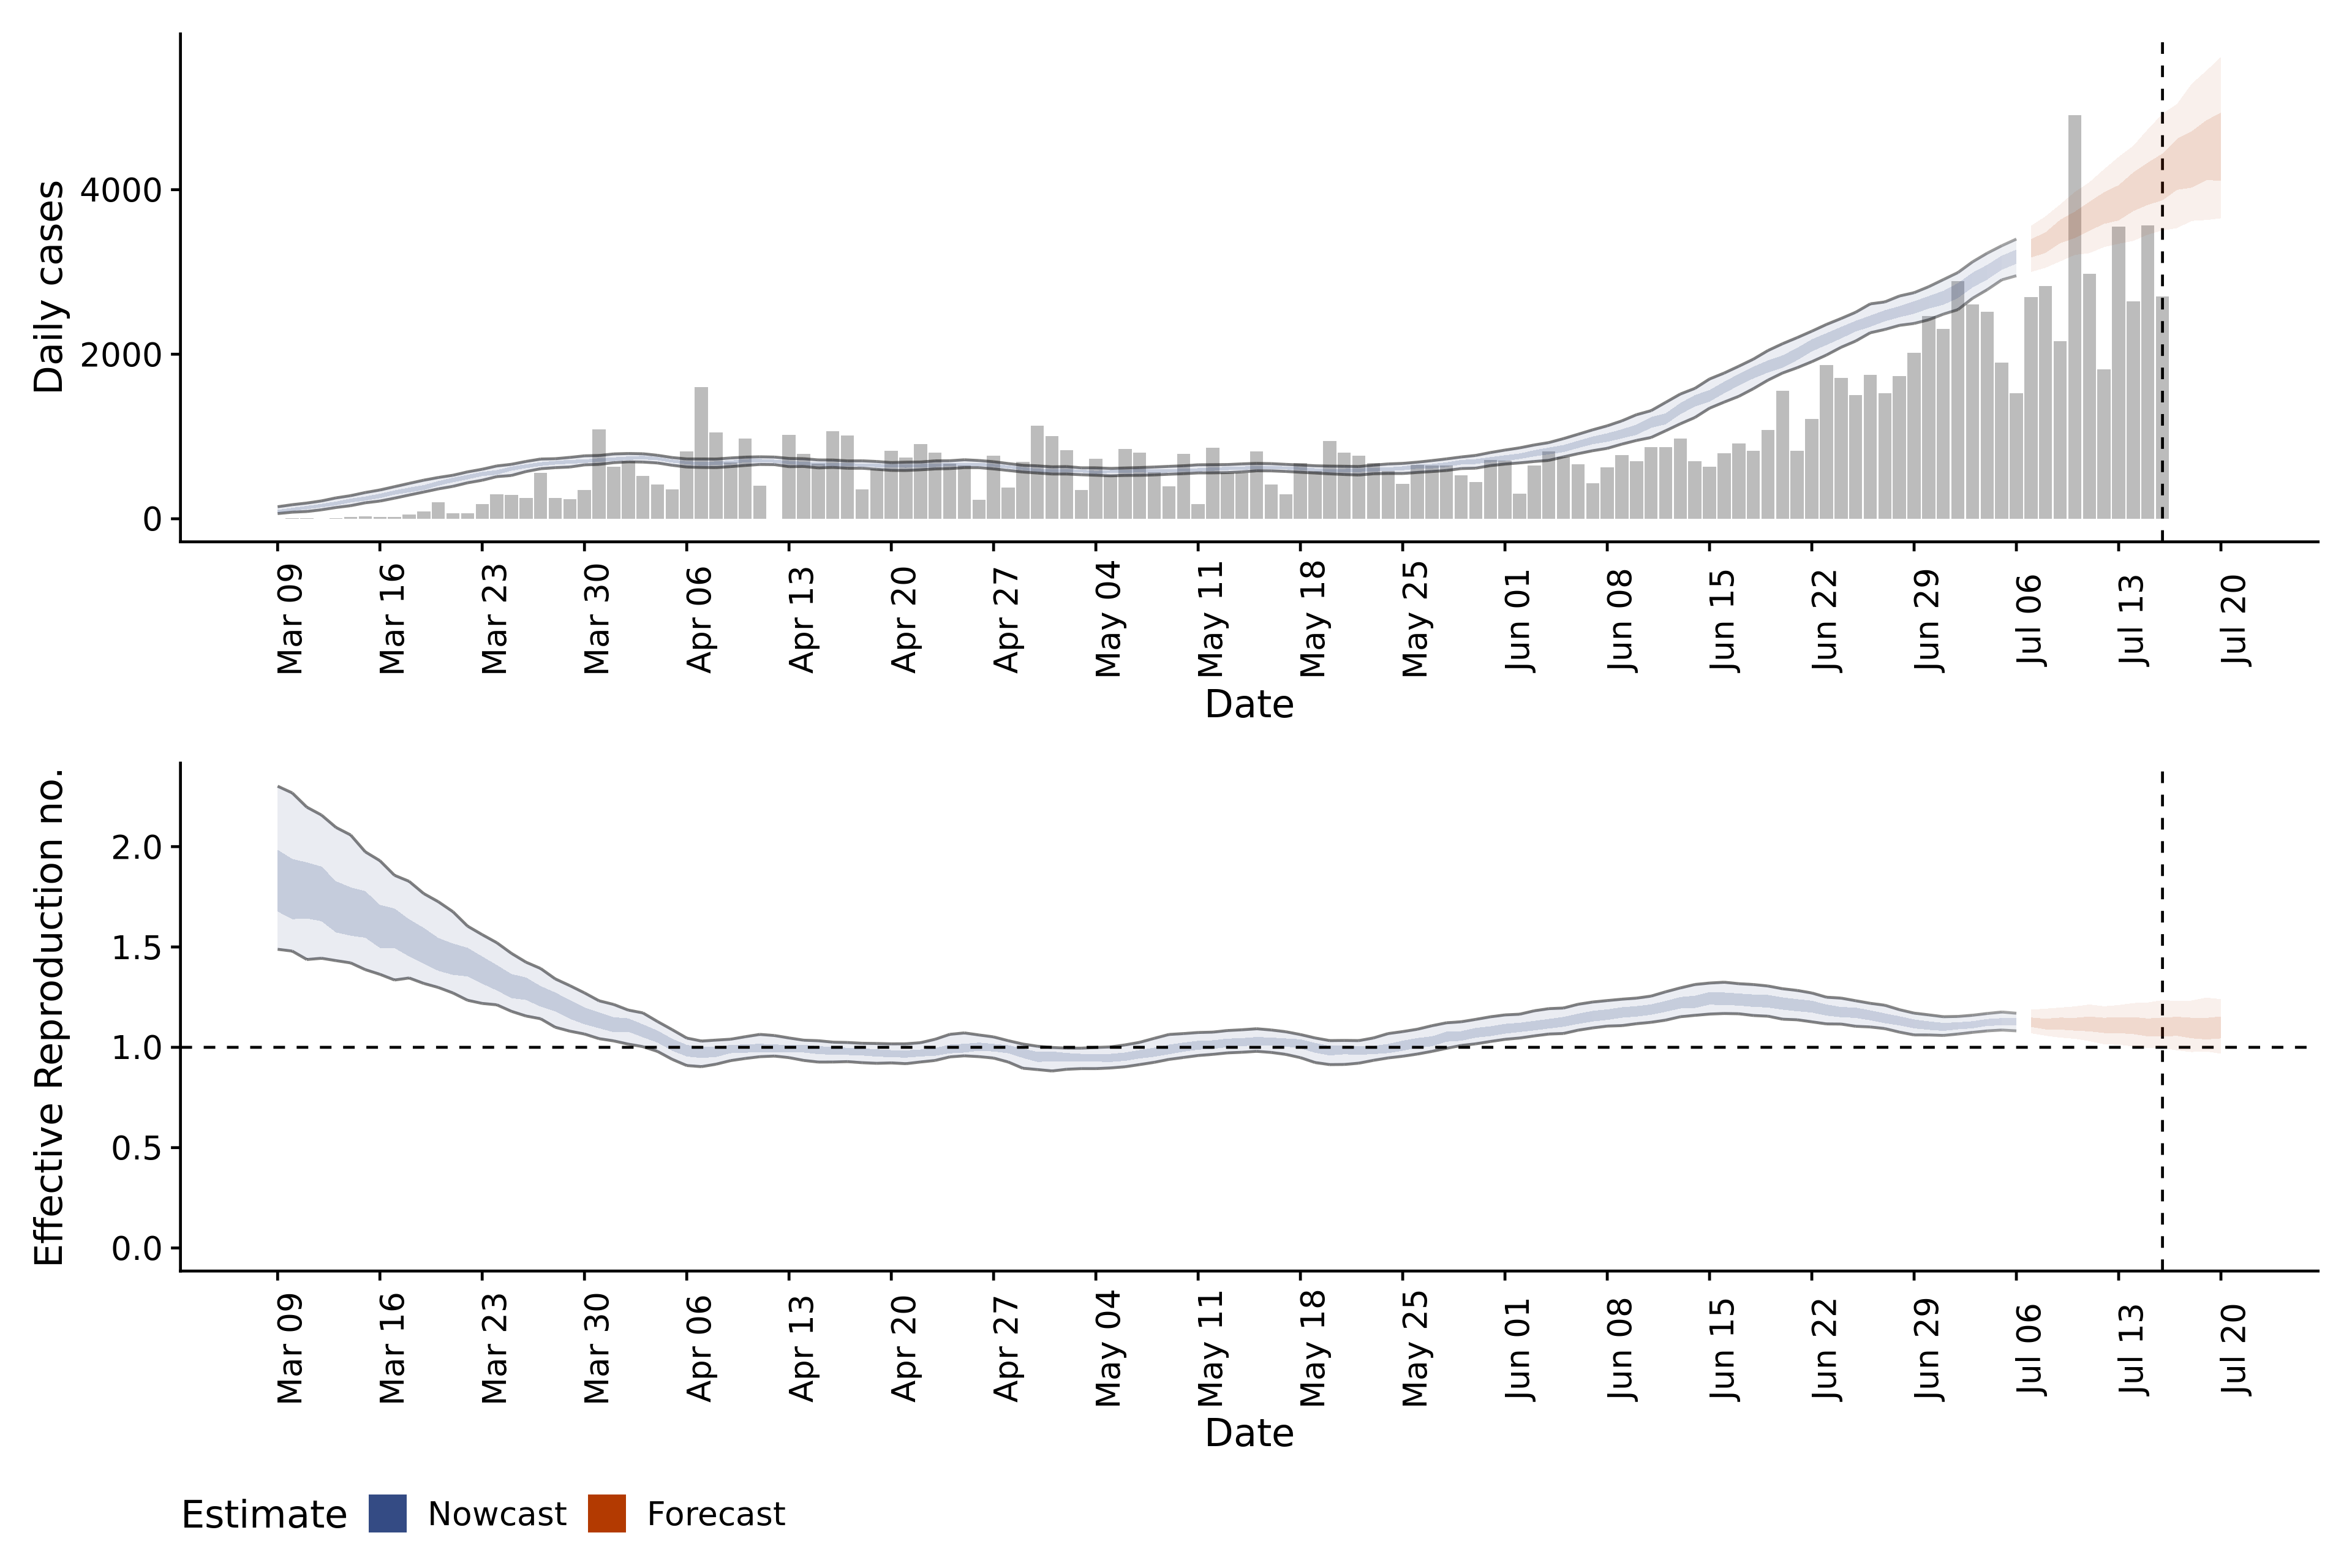 Daily cases
4000
2000
0
Mar 09 Mar 16 Mar 23 Mar 30 Apr 06 Apr 13 Apr 20 Apr 27 May 04 May 11 May 18 May 25 Jun 01 Jun 08 Jun 15 Jun 22 Jun 29 Jul 06 Jul 13 Jul 20
Date
Effective Reproduction no.
2.0
1.5
1.0
0.5
0.0
Mar 09 Mar 16 Mar 23 Mar 30 Apr 06 Apr 13 Apr 20 Apr 27 May 04 May 11 May 18 May 25 Jun 01 Jun 08 Jun 15 Jun 22 Jun 29 Jul 06 Jul 13 Jul 20
Date
Estimate Nowcast Forecast